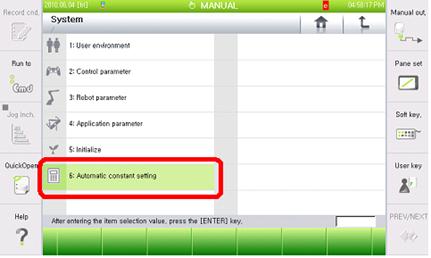 2010.06.04 [fri] MANUAL e 04:58:17 PM
Record cnd,
System
Manual out,
1: User environment
Run to
Cmd
2: Control parameter
Pane set
3: Robot parameter
Jog Inch.
4: Application parameter
Soft key,
5: Initialize
QuickOpen
6: Automatic constant setting
User key
Help
?
After entering the item selection value, press the [ENTER] key,
PREV/NEXT